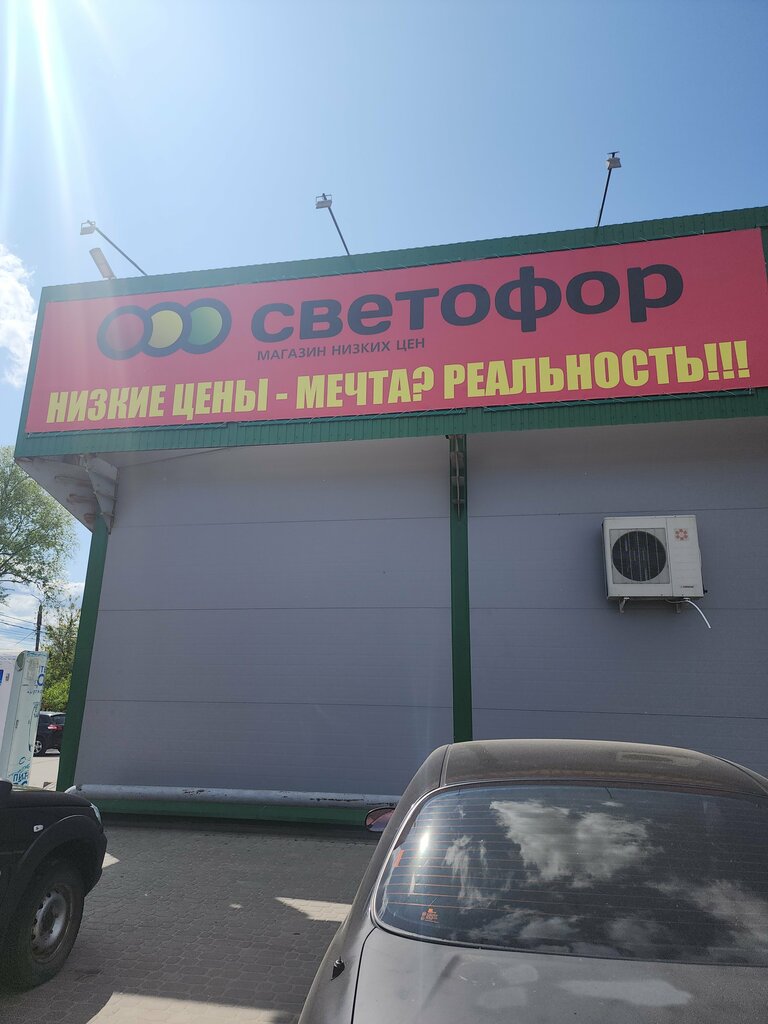 светофор
МАГАЗИН НИЗКИХ ЦЕН
НИЗКИЕ ЦЕНЫ - МЕЧТА? РЕАЛЬНОСТЬ!!!